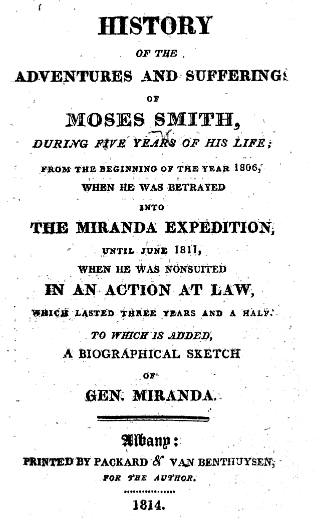 HISTORY
OF THE
ADVENTURES AND SUFFERINGS
OF
MOSES SMITH,
DURING FIVE YEARS OF HIS LIFE;
FROM THE BEGINNING OF THE YEAR 1806,
WHEN HE WAS BETRAYED
INTO
THE MIRANDA EXPEDITION,
UNTIL JUNE 1811,
WHEN HE WAS NONSUITED
IN AN ACTION AT LAW,
WHICH LASTED THREE YEARS AND A HALF.
TO WHICH IS ADDED,
A BIOGRAPHICAL SKETCH
OF
GEN. MIRANDA.
Albany:
PRINTED BY PACKARD & VAN BENTHUYSEN,
FOR THE AUTHOR.
1814.